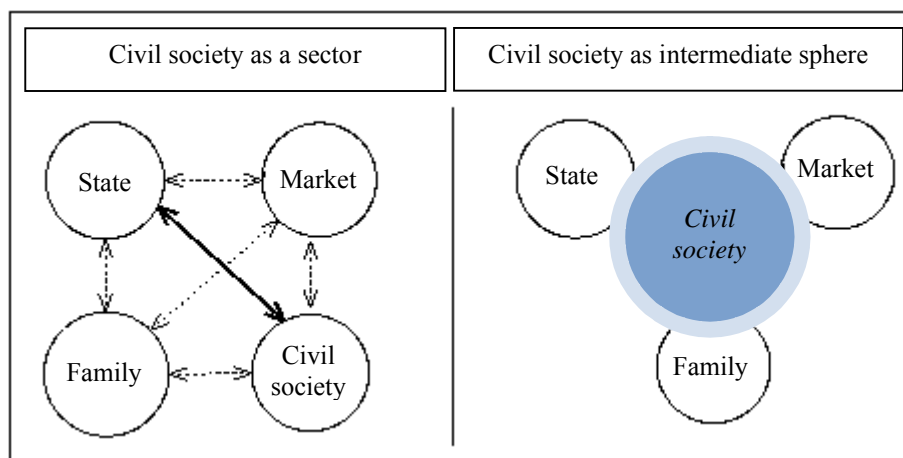 Civil society as a sector
Civil society as intermediate sphere
State
Market
Family
Civil
society
State
Market
Civil
society
Family